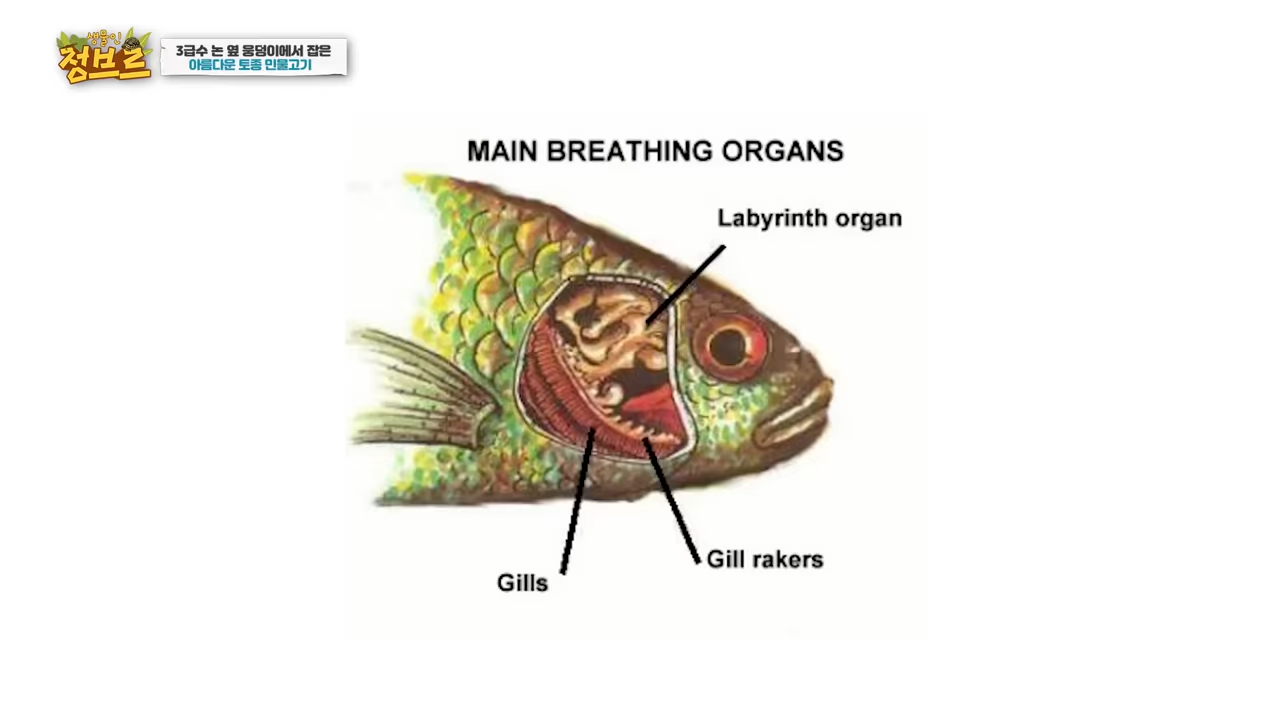 생물인
정브르
3급수 논 옆 웅덩이에서 잡은
아름다운 토종 민물고기
MAIN BREATHING ORGANS
Labyrinth organ
Gill rakers
Gills